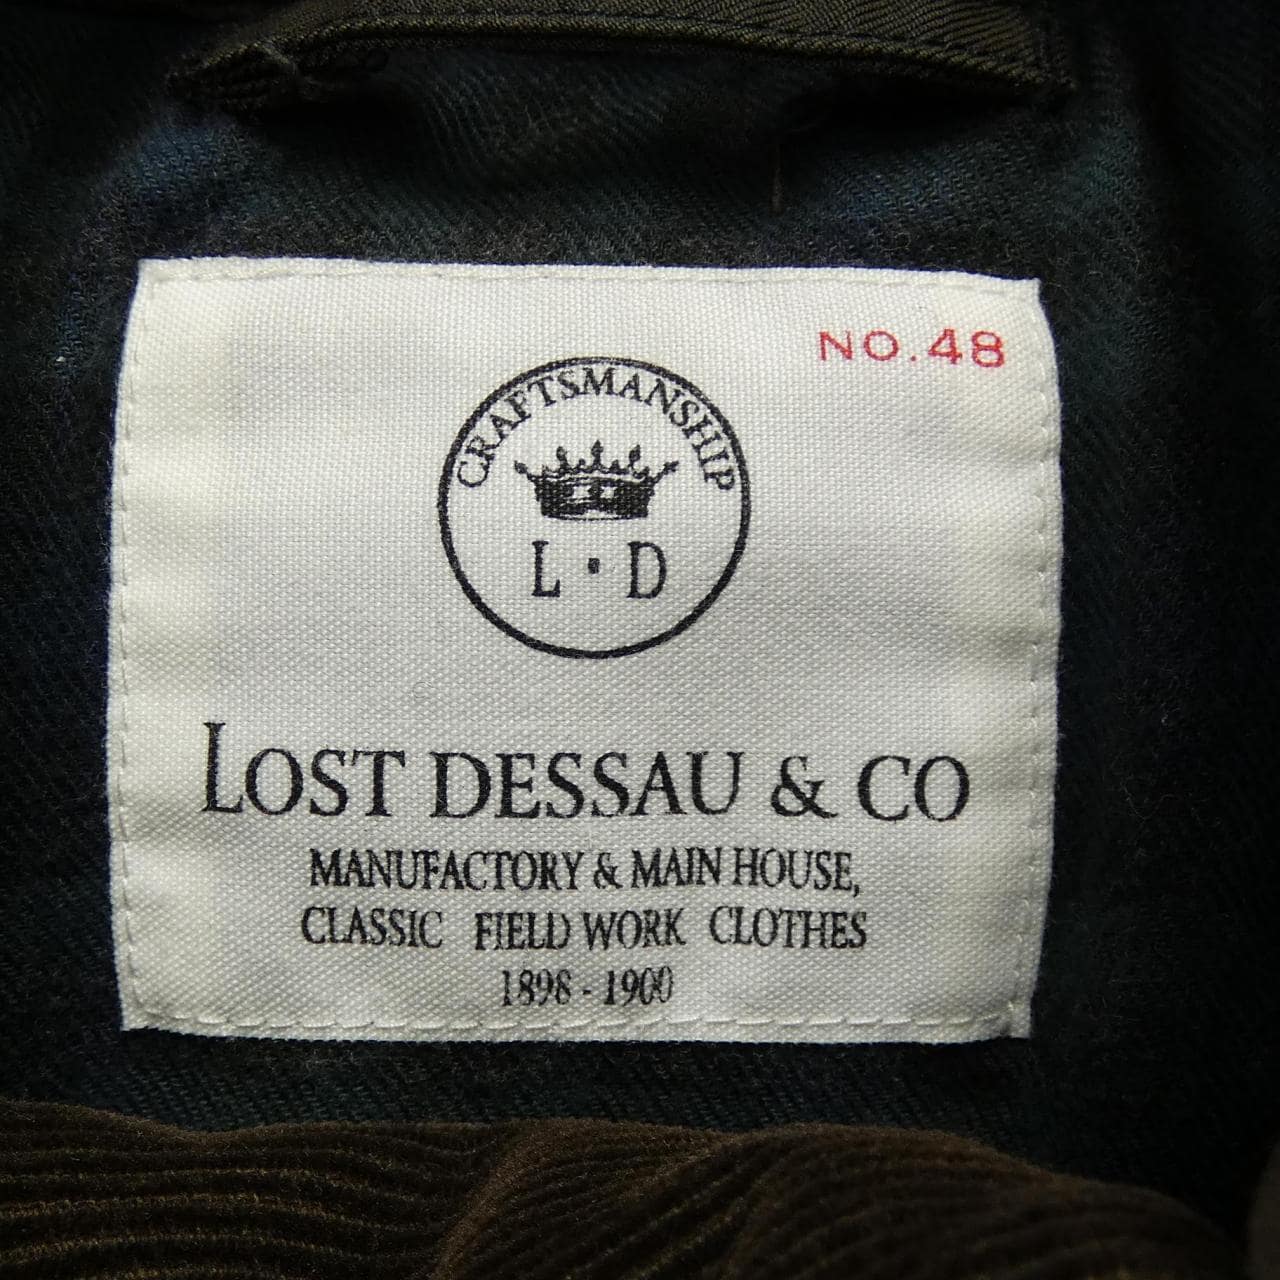 NO.48
CRAFTSMANSHIP
L·D
LOST DESSAU & CO
MANUFACTORY & MAIN HOUSE,
CLASSIC FIELD WORK CLOTHES
1898 - 1900